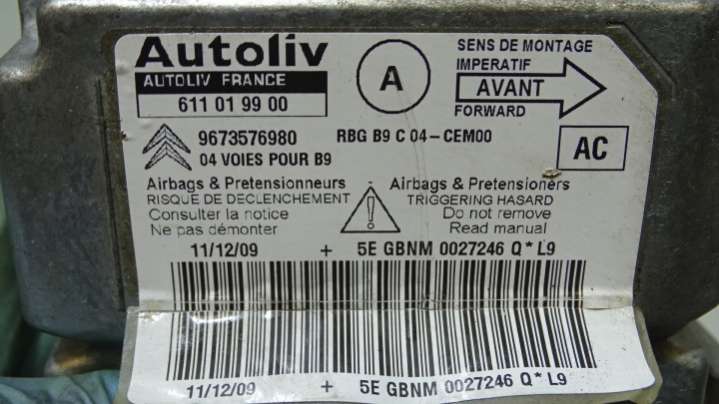 Autoliv
AUTOLIV FRANCE
611 01 99 00
A
SENS DE MONTAGE
IMPERATIF
AVANT
FORWARD
9673576980 RBG B9 C 04-CEM00
04 VOIES POUR B9
AC
Airbags & Pretensionneurs
RISQUE DE DECLENCHEMENT
Consulter la notice
Ne pas démonter
Airbags & Pretensioners
TRIGGERING HASARD
Do not remove
Read manual
11/12/09 + 5E GBNM 0027246 Q * L9
11/12/09 + 5E GBNM 0027246 Q * L9